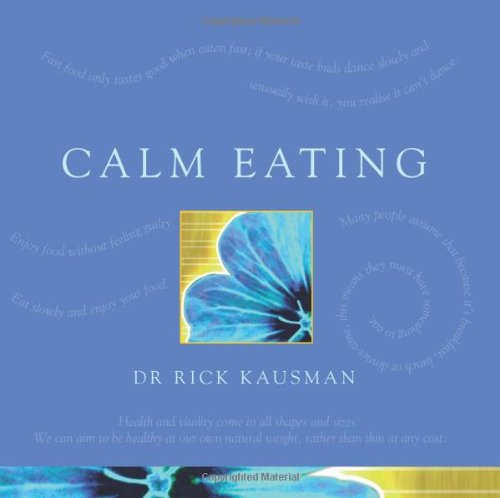 Copyrighted Material
Fast food only tastes good when eaten fast; if your taste buds dance slowly and
sensually with it, you realise it can't dance.
CALM EATING
Enjoy food without feeling guilty.
Many people assume that because it's breakfast, lunch or dinner-time, this means they must have something to eat.
Eat slowly and enjoy your food.
DR RICK KAUSMAN
Health and vitality come in all shapes and sizes.
We can aim to be healthy at our own natural weight, rather than thin at any cost.
Copyrighted Material